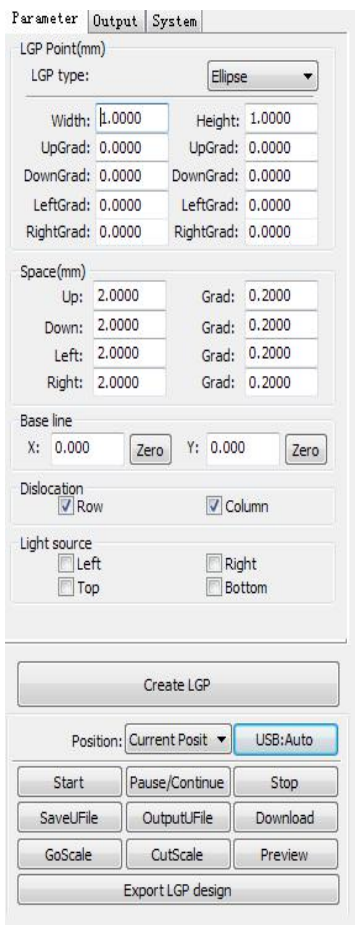 Parameter Output System
LGP Point(mm)
LGP type: Ellipse
Width: 1.0000 Height: 1.0000
UpGrad: 0.0000 UpGrad: 0.0000
DownGrad: 0.0000 DownGrad: 0.0000
LeftGrad: 0.0000 LeftGrad: 0.0000
RightGrad: 0.0000 RightGrad: 0.0000
Space(mm)
Up: 2.0000 Grad: 0.2000
Down: 2.0000 Grad: 0.2000
Left: 2.0000 Grad: 0.2000
Right: 2.0000 Grad: 0.2000
Base line
X: 0.000 Zero Y: 0.000 Zero
Dislocation
Row Column
Light source
Left Right
Top Bottom
Create LGP
Position: Current Posit USB:Auto
Start Pause/Continue Stop
SaveUFile OutputUFile Download
GoScale CutScale Preview
Export LGP design